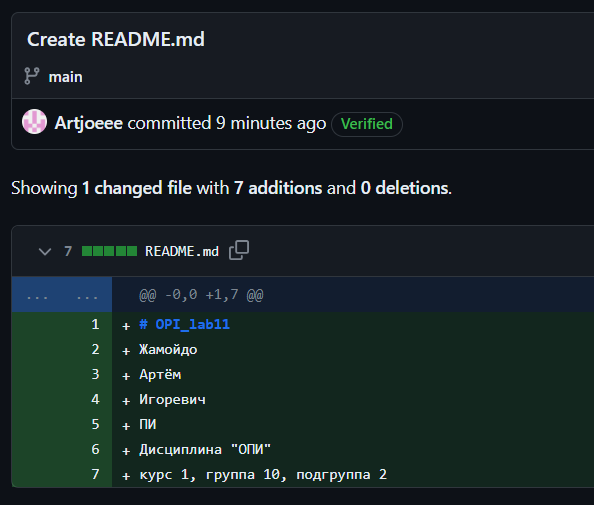 Create README.md
main
Artjoeee committed 9 minutes ago Verified
Showing 1 changed file with 7 additions and 0 deletions.
7 README.md
... ... @@ -0,0 +1,7 @@
1 + # OPI_lab11
2 + Жамойдо
3 + Артём
4 + Игоревич
5 + ПИ
6 + Дисциплина "ОПИ"
7 + курс 1, группа 10, подгруппа 2